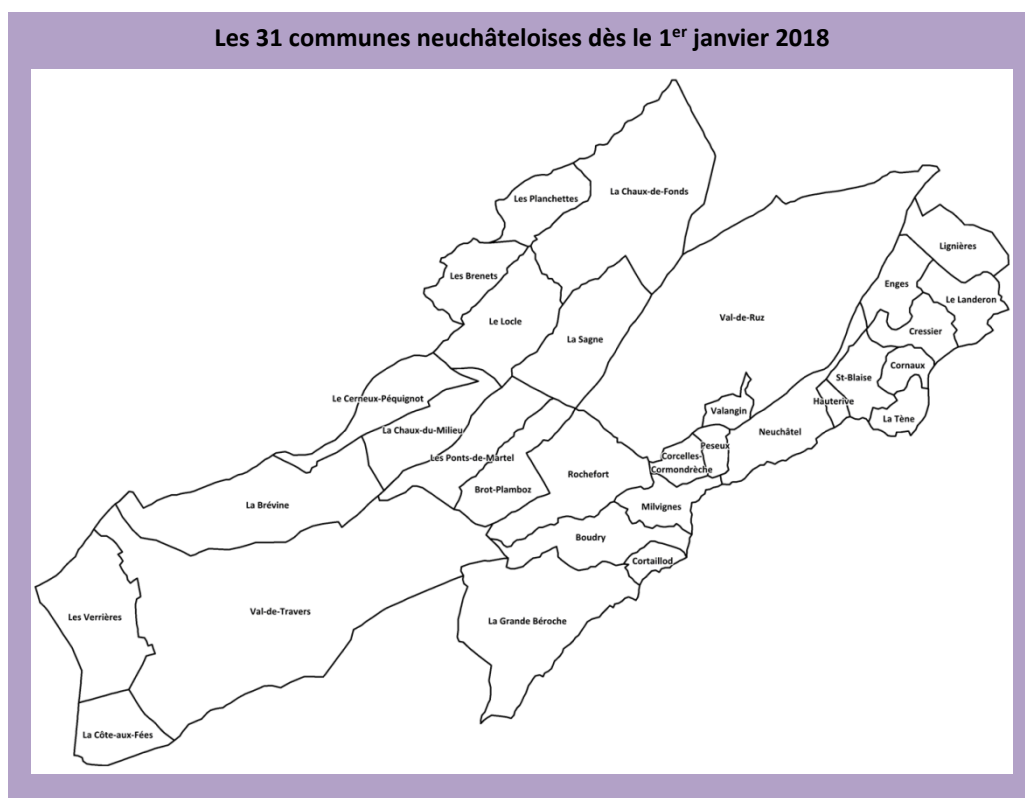 Les 31 communes neuchâteloises dès le 1er janvier 2018
La Chaux-de-Fonds
Les Planchettes
Lignières
Les Brenets
Enges
Le Landeron
Le Locle
Val-de-Ruz
Cressier
La Sagne
Cornaux
St-Blaise
Le Cerneux-Péquignot
Hauterive
Valangin
La Tène
La Chaux-du-Milieu
Neuchâtel
Peseux
Les Ponts-de-Martel
Corcelles-
Cormondrèche
Rochefort
Brot-Plamboz
La Brévine
Milvignes
Boudry
Cortaillod
Val-de-Travers
Les Verrières
La Grande Béroche
La Côte-aux-Fées